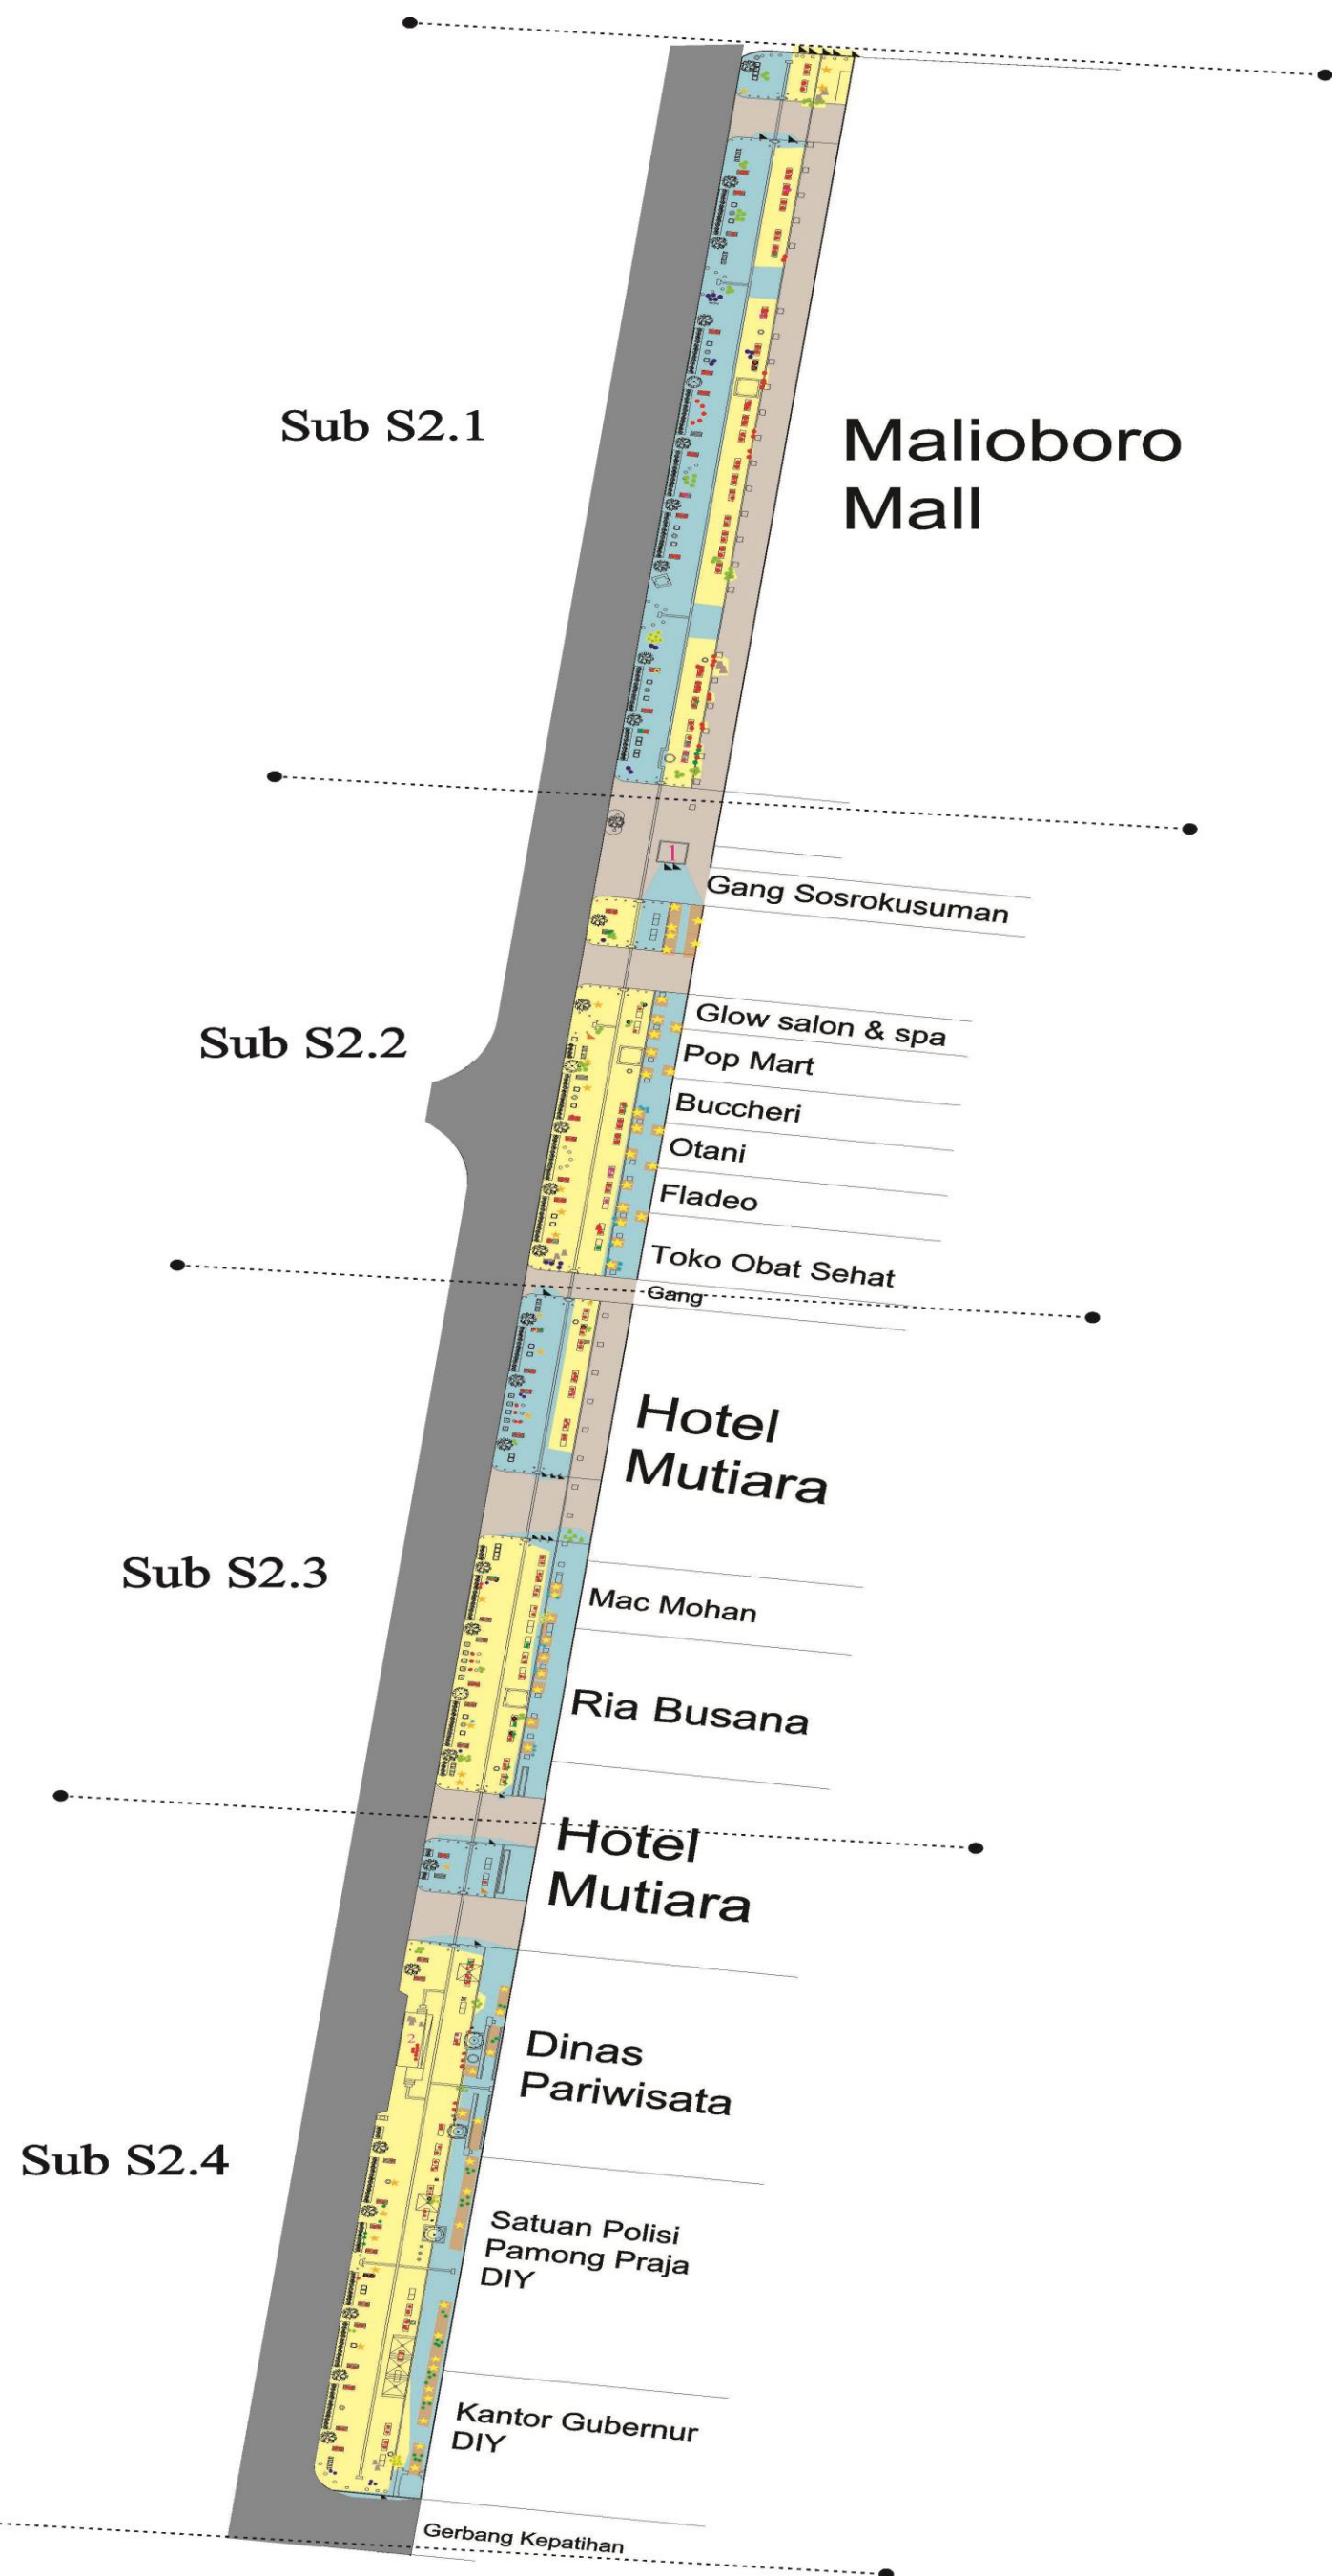 Sub S2.1
Malioboro
Mall
1
Gang Sosrokusuman
Sub S2.2
Glow salon & spa
Pop Mart
Buccheri
Otani
Fladeo
Toko Obat Sehat
Gang
Hotel
Mutiara
Sub S2.3
Mac Mohan
Ria Busana
Hotel
Mutiara
2
Dinas
Pariwisata
Sub S2.4
Satuan Polisi
Pamong Praja
DIY
Kantor Gubernur
DIY
Gerbang Kepatihan